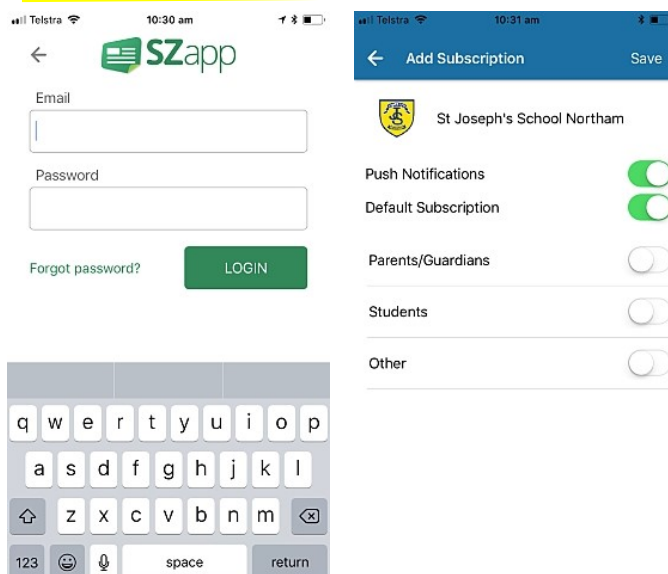 Telstra 10:30 am
SZapp
Email
Password
Forgot password? LOGIN
q w e r t y u i o p
a s d f g h j k l
z x c v b n m
123 space return
Telstra 10:31 am
Add Subscription Save
St Joseph's School Northam
Push Notifications
Default Subscription
Parents/Guardians
Students
Other